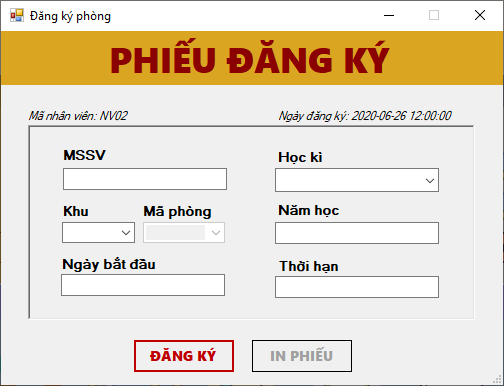 Đăng ký phòng
PHIẾU ĐĂNG KÝ
Mã nhân viên: NV02 Ngày đăng ký: 2020-06-26 12:00:00
MSSV Học kì
Khu Mã phòng Năm học
Ngày bắt đầu Thời hạn
ĐĂNG KÝ IN PHIẾU